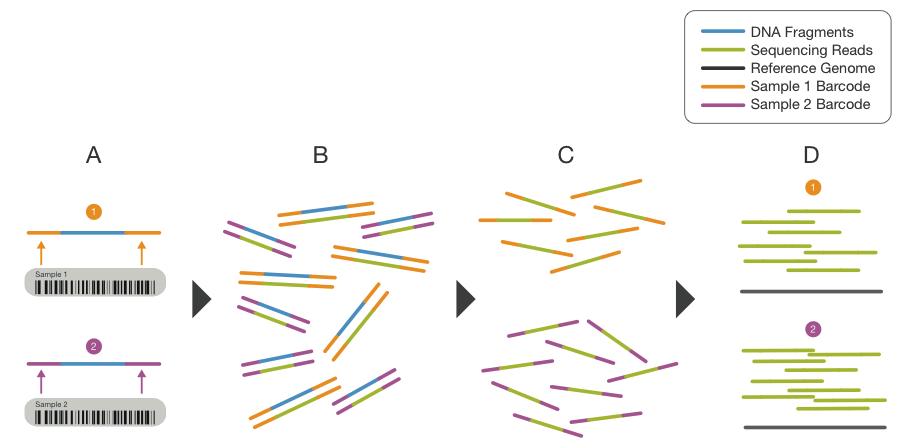 DNA Fragments
Sequencing Reads
Reference Genome
Sample 1 Barcode
Sample 2 Barcode
A
B
C
D
1
1
Sample 1
2
2
Sample 2